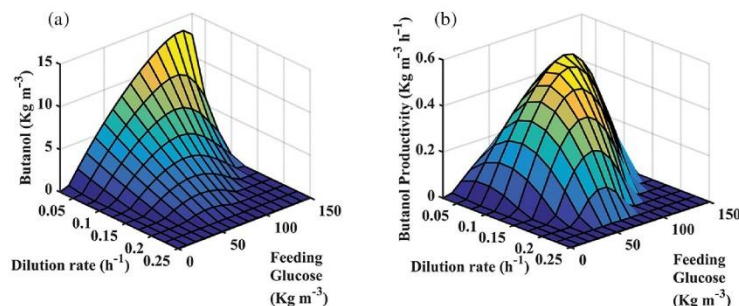 (a)
Butanol (Kg m⁻³)
15
10
5
0
0.05
0.1
0.15
0.2
0.25
Dilution rate (h⁻¹)
0
50
100
150
Feeding
Glucose
(Kg m⁻³)
(b)
Butanol Productivity (Kg m⁻³ h⁻¹)
0.6
0.4
0.2
0
0.05
0.1
0.15
0.2
0.25
Dilution rate (h⁻¹)
0
50
100
150
Feeding
Glucose
(Kg m⁻³)